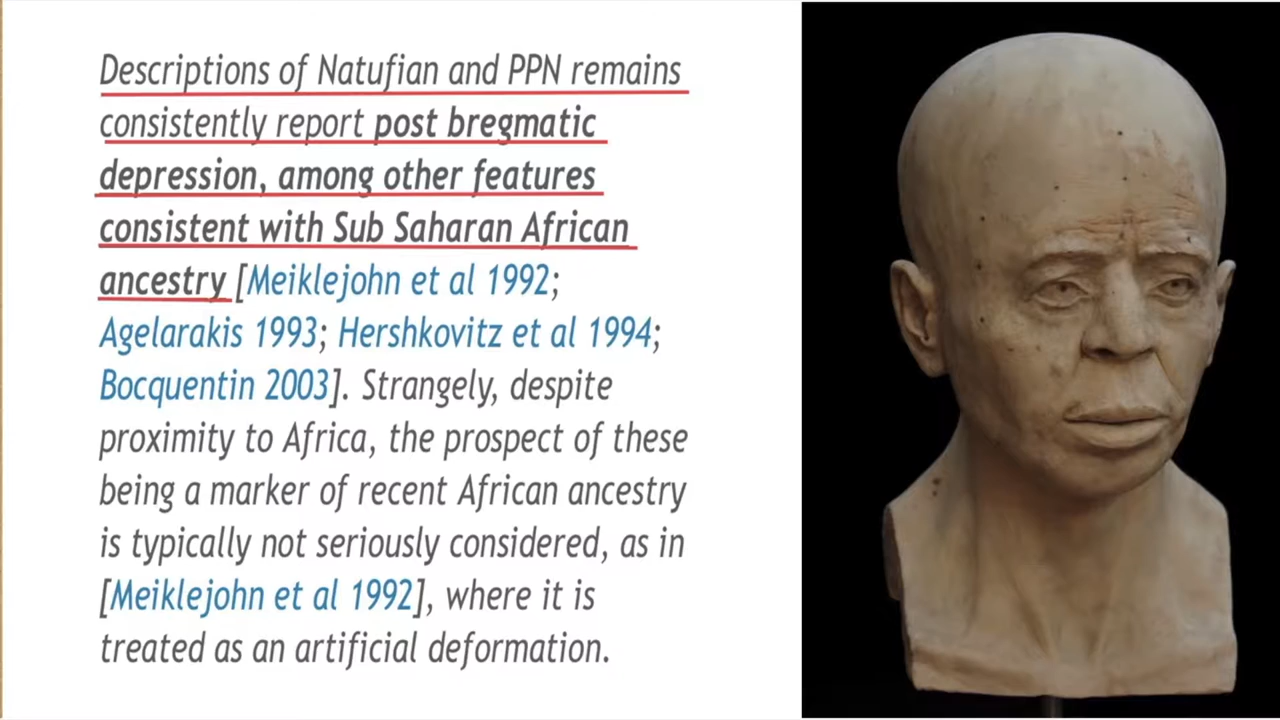 Descriptions of Natufian and PPN remains
consistently report post bregmatic
depression, among other features
consistent with Sub Saharan African
ancestry [Meiklejohn et al 1992;
Agelarakis 1993; Hershkovitz et al 1994;
Bocquentin 2003]. Strangely, despite
proximity to Africa, the prospect of these
being a marker of recent African ancestry
is typically not seriously considered, as in
[Meiklejohn et al 1992], where it is
treated as an artificial deformation.